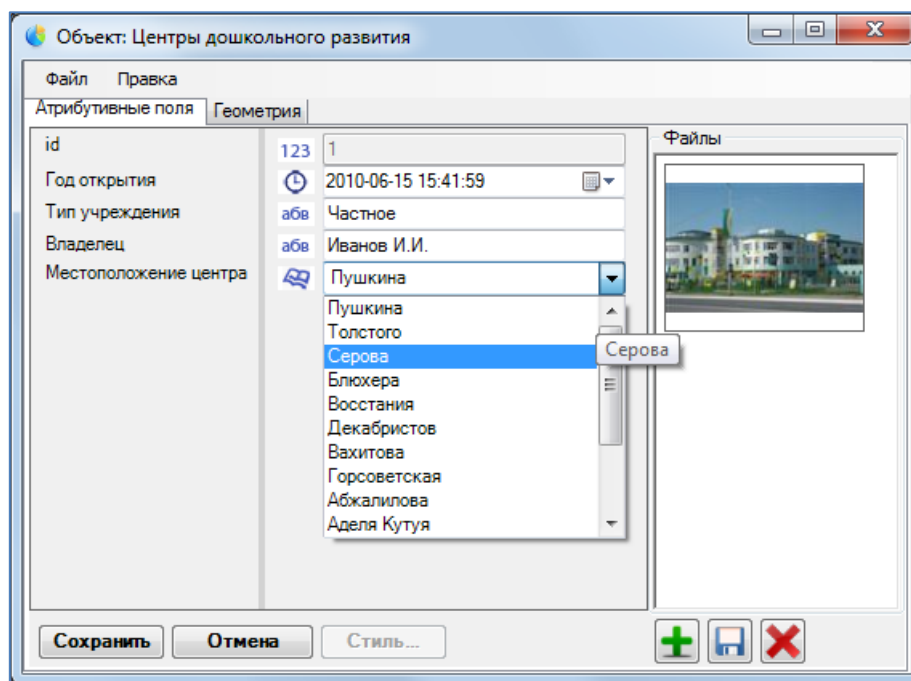 Объект: Центры дошкольного развития
Файл Правка
Атрибутивные поля Геометрия
id 123 1
Год открытия 2010-06-15 15:41:59
Тип учреждения абв Частное
Владелец абв Иванов И.И.
Местоположение центра Пушкина
Пушкина
Толстого
Серова
Серова
Блюхера
Восстания
Декабристов
Вахитова
Горсоветская
Абжалилова
Аделя Кутуя
Файлы
Сохранить Отмена Стиль...